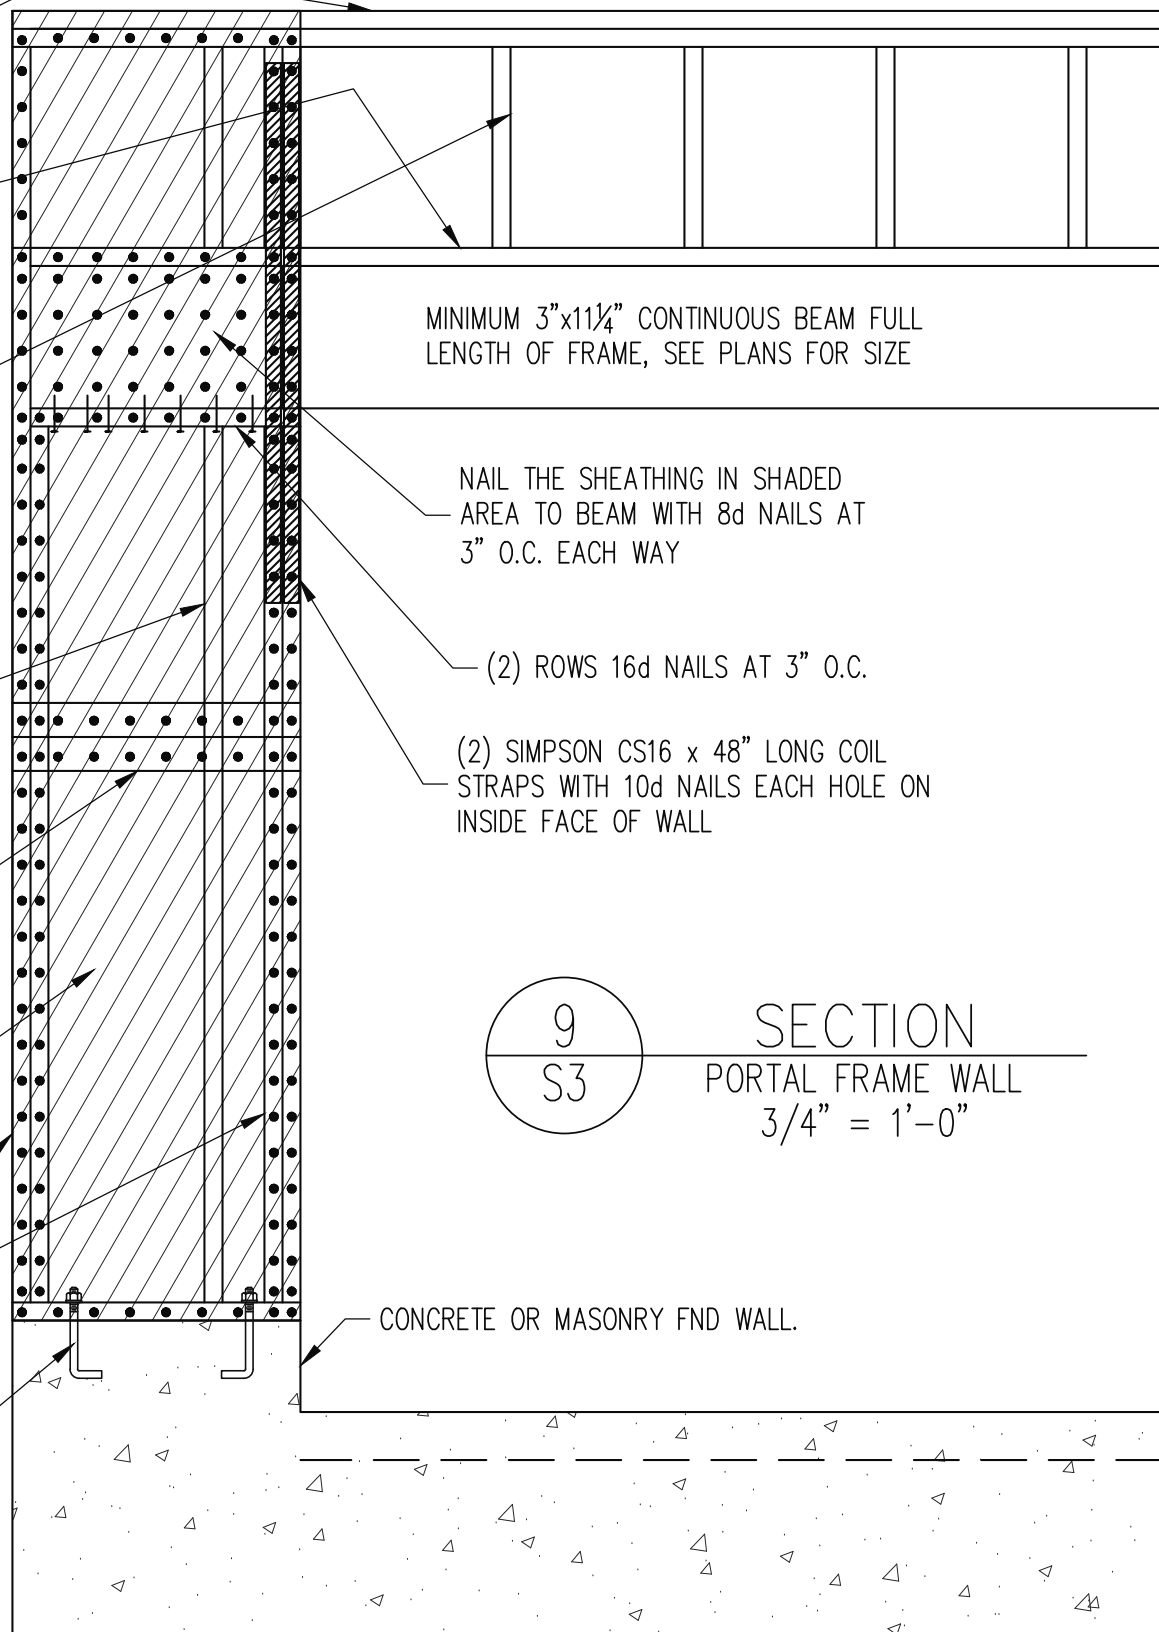 MINIMUM 3"x11¼" CONTINUOUS BEAM FULL
LENGTH OF FRAME, SEE PLANS FOR SIZE
NAIL THE SHEATHING IN SHADED
AREA TO BEAM WITH 8d NAILS AT
3" O.C. EACH WAY
(2) ROWS 16d NAILS AT 3" O.C.
(2) SIMPSON CS16 x 48" LONG COIL
STRAPS WITH 10d NAILS EACH HOLE ON
INSIDE FACE OF WALL
9
S3
SECTION
PORTAL FRAME WALL
3/4" = 1'-0"
CONCRETE OR MASONRY FND WALL.